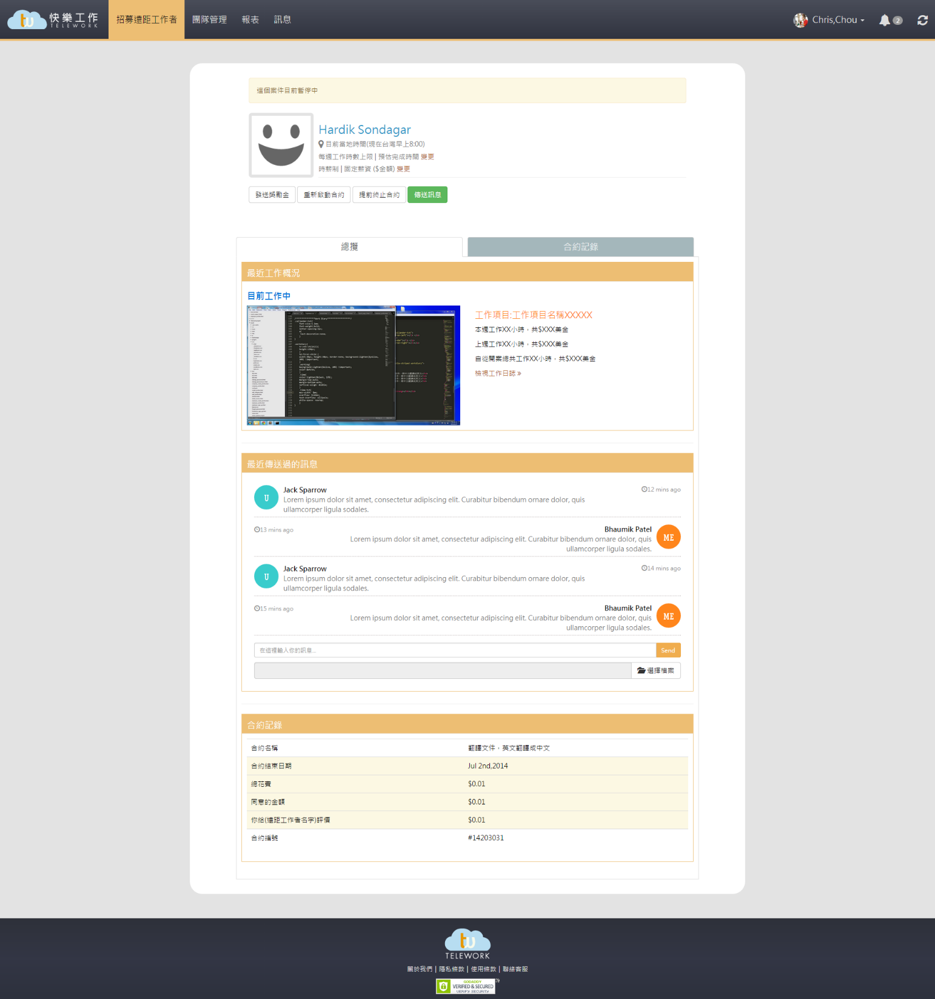 快樂工作
TELEWORK
招募遠距工作者
團隊管理
報表
訊息
Chris,Chou
2
這個案件目前暫停中
Hardik Sondagar
目前當地時間(現在台灣早上8:00)
每週工作時數上限 | 預估完成時間 變更
時薪制 | 固定薪資 ($金額) 變更
發送獎勵金
重新啟動合約
提前終止合約
傳送訊息
總攬
合約記錄
最近工作概況
目前工作中
工作項目:工作項目名稱XXXXX
本週工作XX小時，共$XXX美金
上週工作XX小時，共$XXX美金
自從開案總共工作XX小時，共$XXX美金
檢視工作日誌 »
最近傳送過的訊息
U
Jack Sparrow
12 mins ago
Lorem ipsum dolor sit amet, consectetur adipiscing elit. Curabitur bibendum ornare dolor, quis
ullamcorper ligula sodales.
13 mins ago
Bhaumik Patel
ME
Lorem ipsum dolor sit amet, consectetur adipiscing elit. Curabitur bibendum ornare dolor, quis
ullamcorper ligula sodales.
U
Jack Sparrow
14 mins ago
Lorem ipsum dolor sit amet, consectetur adipiscing elit. Curabitur bibendum ornare dolor, quis
ullamcorper ligula sodales.
15 mins ago
Bhaumik Patel
ME
Lorem ipsum dolor sit amet, consectetur adipiscing elit. Curabitur bibendum ornare dolor, quis
ullamcorper ligula sodales.
在這裡輸入你的訊息...
Send
選擇檔案
合約記錄
合約名稱 翻譯文件，英文翻譯成中文
合約結束日期 Jul 2nd,2014
總花費 $0.01
同意的金額 $0.01
你給(遠距工作者名字)評價 $0.01
合約編號 #14203031
tw
TELEWORK
關於我們 | 隱私條款 | 使用條款 | 聯絡客服
GODADDY
VERIFIED & SECURED
VERIFY SECURITY